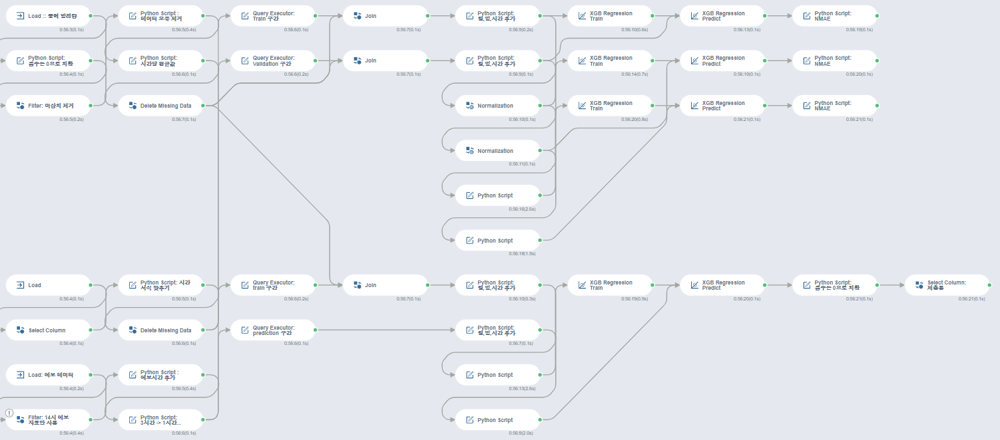 Load :: 풍력 발전량
0:56:3(0.1s)
Python Script :
데이터 오류 제거
0:56:5(0.4s)
Query Executor:
Train 구간
0:56:6(0.1s)
Join
0:56:7(0.1s)
Python Script:
월,일,시간 추가
0:56:9(0.2s)
XGB Regression
Train
0:56:10(0.6s)
XGB Regression
Predict
0:56:13(0.1s)
Python Script:
NMAE
0:56:19(0.1s)
Python Script:
음수는 0으로 치환
0:56:4(0.1s)
Python Script:
시간당 평균값
0:56:6(0.1s)
Query Executor:
Validation 구간
0:56:6(0.2s)
Join
0:56:7(0.1s)
Python Script:
월,일,시간 추가
0:56:9(0.1s)
XGB Regression
Train
0:56:14(0.7s)
XGB Regression
Predict
0:56:19(0.1s)
Python Script:
NMAE
0:56:20(0.1s)
Filter: 이상치 제거
0:56:5(0.2s)
Delete Missing Data
0:56:7(0.1s)
Normalization
0:56:10(0.1s)
XGB Regression
Train
0:56:20(0.8s)
XGB Regression
Predict
0:56:21(0.1s)
Python Script:
NMAE
0:56:21(0.1s)
Normalization
0:56:11(0.1s)
Python Script
0:56:16(2.6s)
Python Script
0:56:18(1.9s)
Load
0:56:4(0.1s)
Python Script: 시간
서식 맞추기
0:56:5(0.1s)
Query Executor:
train 구간
0:56:6(0.2s)
Join
0:56:7(0.1s)
Python Script:
월,일,시간 추가
0:56:10(0.3s)
XGB Regression
Train
0:56:19(0.9s)
XGB Regression
Predict
0:56:20(0.1s)
Python Script:
음수는 0으로 치환
0:56:21(0.1s)
Select Column:
제출용
0:56:21(0.1s)
Select Column
0:56:4(0.1s)
Delete Missing Data
0:56:6(0.1s)
Query Executor:
prediction 구간
0:56:6(0.1s)
Python Script:
월,일,시간 추가
0:56:7(0.1s)
Load: 예보 데이터
0:56:4(0.2s)
Python Script :
예보시간 추가
0:56:5(0.4s)
Python Script
0:56:13(2.6s)
Filter: 14시 예보
자료만 사용
0:56:4(0.4s)
Python Script:
3시간 -> 1시간...
0:56:6(0.1s)
Python Script
0:56:9(2.0s)